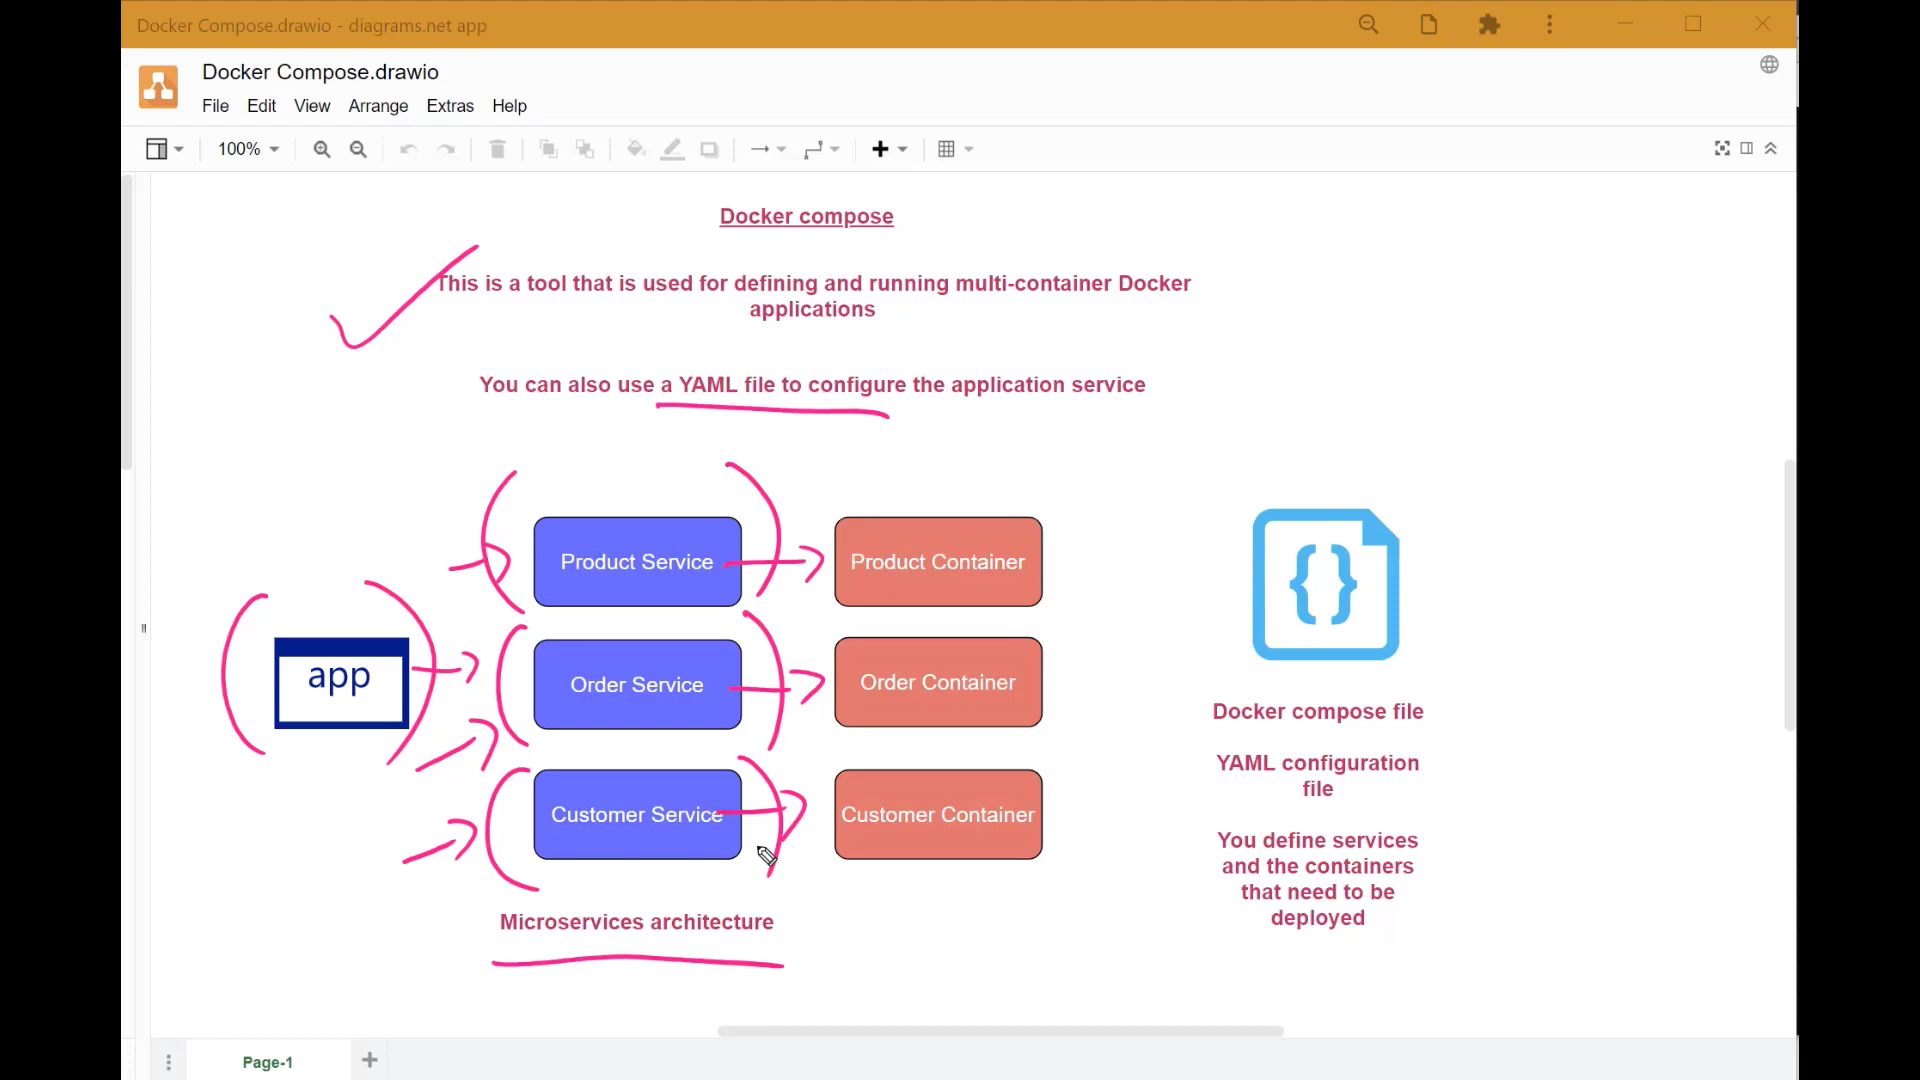 Docker Compose.drawio - diagrams.net app
Docker Compose.drawio
File Edit View Arrange Extras Help
100%
Docker compose
This is a tool that is used for defining and running multi-container Docker
applications
You can also use a YAML file to configure the application service
Product Service
Product Container
app
Order Service
Order Container
Customer Service
Customer Container
Microservices architecture
Docker compose file
YAML configuration
file
You define services
and the containers
that need to be
deployed
Page-1